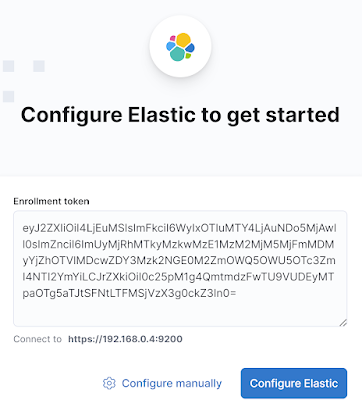 Configure Elastic to get started
Enrollment token
eyJ2ZXIiOiI4LjEuMSIsImFkciI6WyIxOTIuMTY4LjAuNDo5MjAwIl0sImZnciI6ImUyMjRhMTkyMzkwMzE1MzM2MjM5MjFmMDMyYjZhOTVlMDcwZDY3Mzk2NGE0M2ZmOWQ5OWU5OTc3ZmI4NTI2YmYiLCJrZXkiOiI0c25pM1g4QmtmdzFwTU9VUDEyMTpaOTg5aTJtSFNtLTFMSjVzX3g0ckZ3In0=
Connect to https://192.168.0.4:9200
Configure manually
Configure Elastic